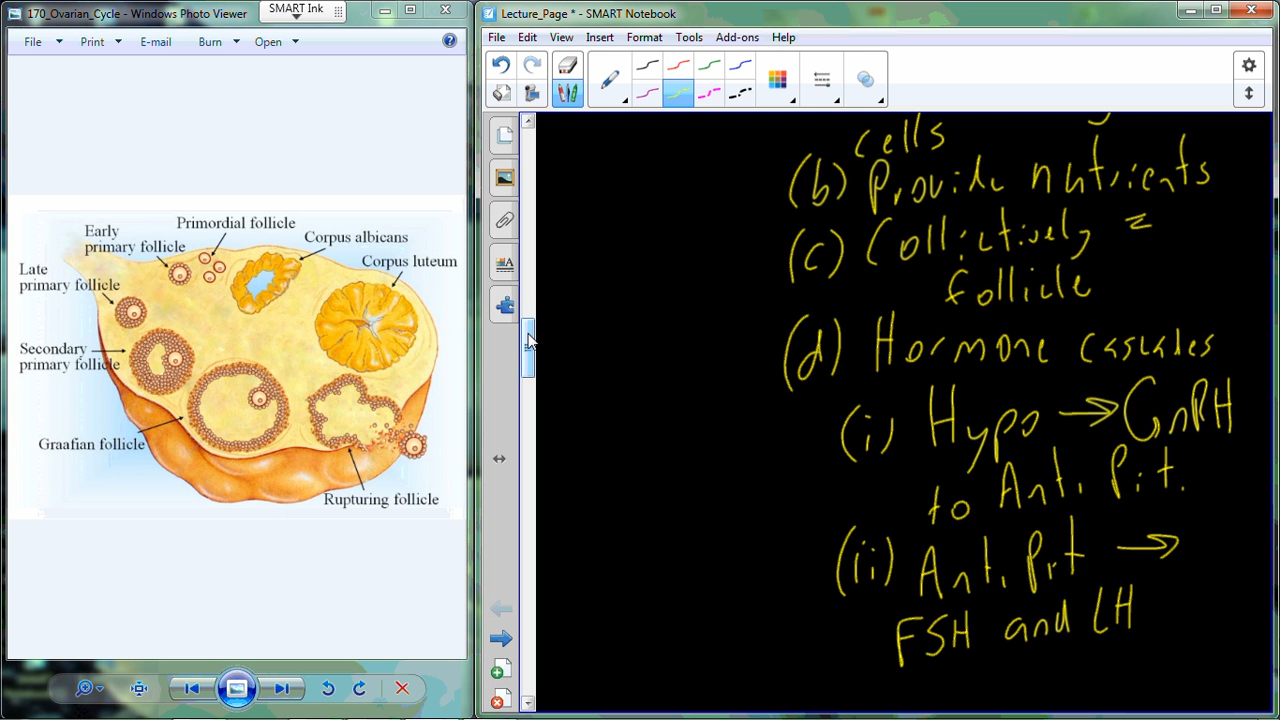 170_Ovarian_Cycle - Windows Photo Viewer
SMART Ink
File Print E-mail Burn Open
Primordial follicle
Early
primary follicle
Corpus albicans
Corpus luteum
Late
primary follicle
Secondary
primary follicle
Graafian follicle
Rupturing follicle
Lecture_Page * - SMART Notebook
File Edit View Insert Format Tools Add-ons Help
cells
(b) Provide nutrients
(c) Collictively =
follicle
(d) Hormone cascades
(i) Hypo → GnRH
to Ant. Pit.
(ii) Ant. Pit →
FSH and LH